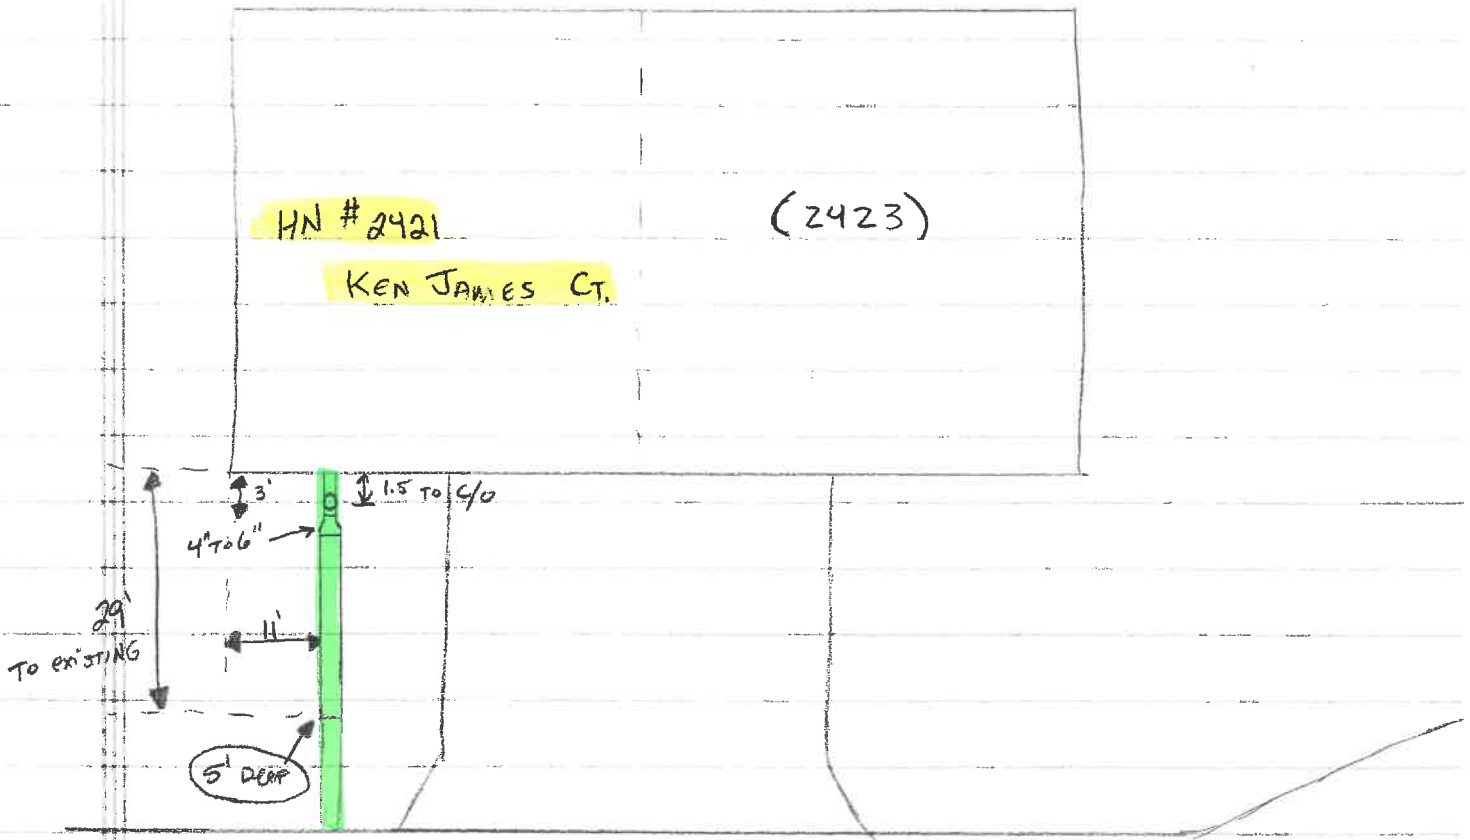 HN # 2421
(2423)
KEN JAMES CT.
3'
1.5 TO C/O
4" TO 6"
29'
TO EXISTING
11'
5' DEEP